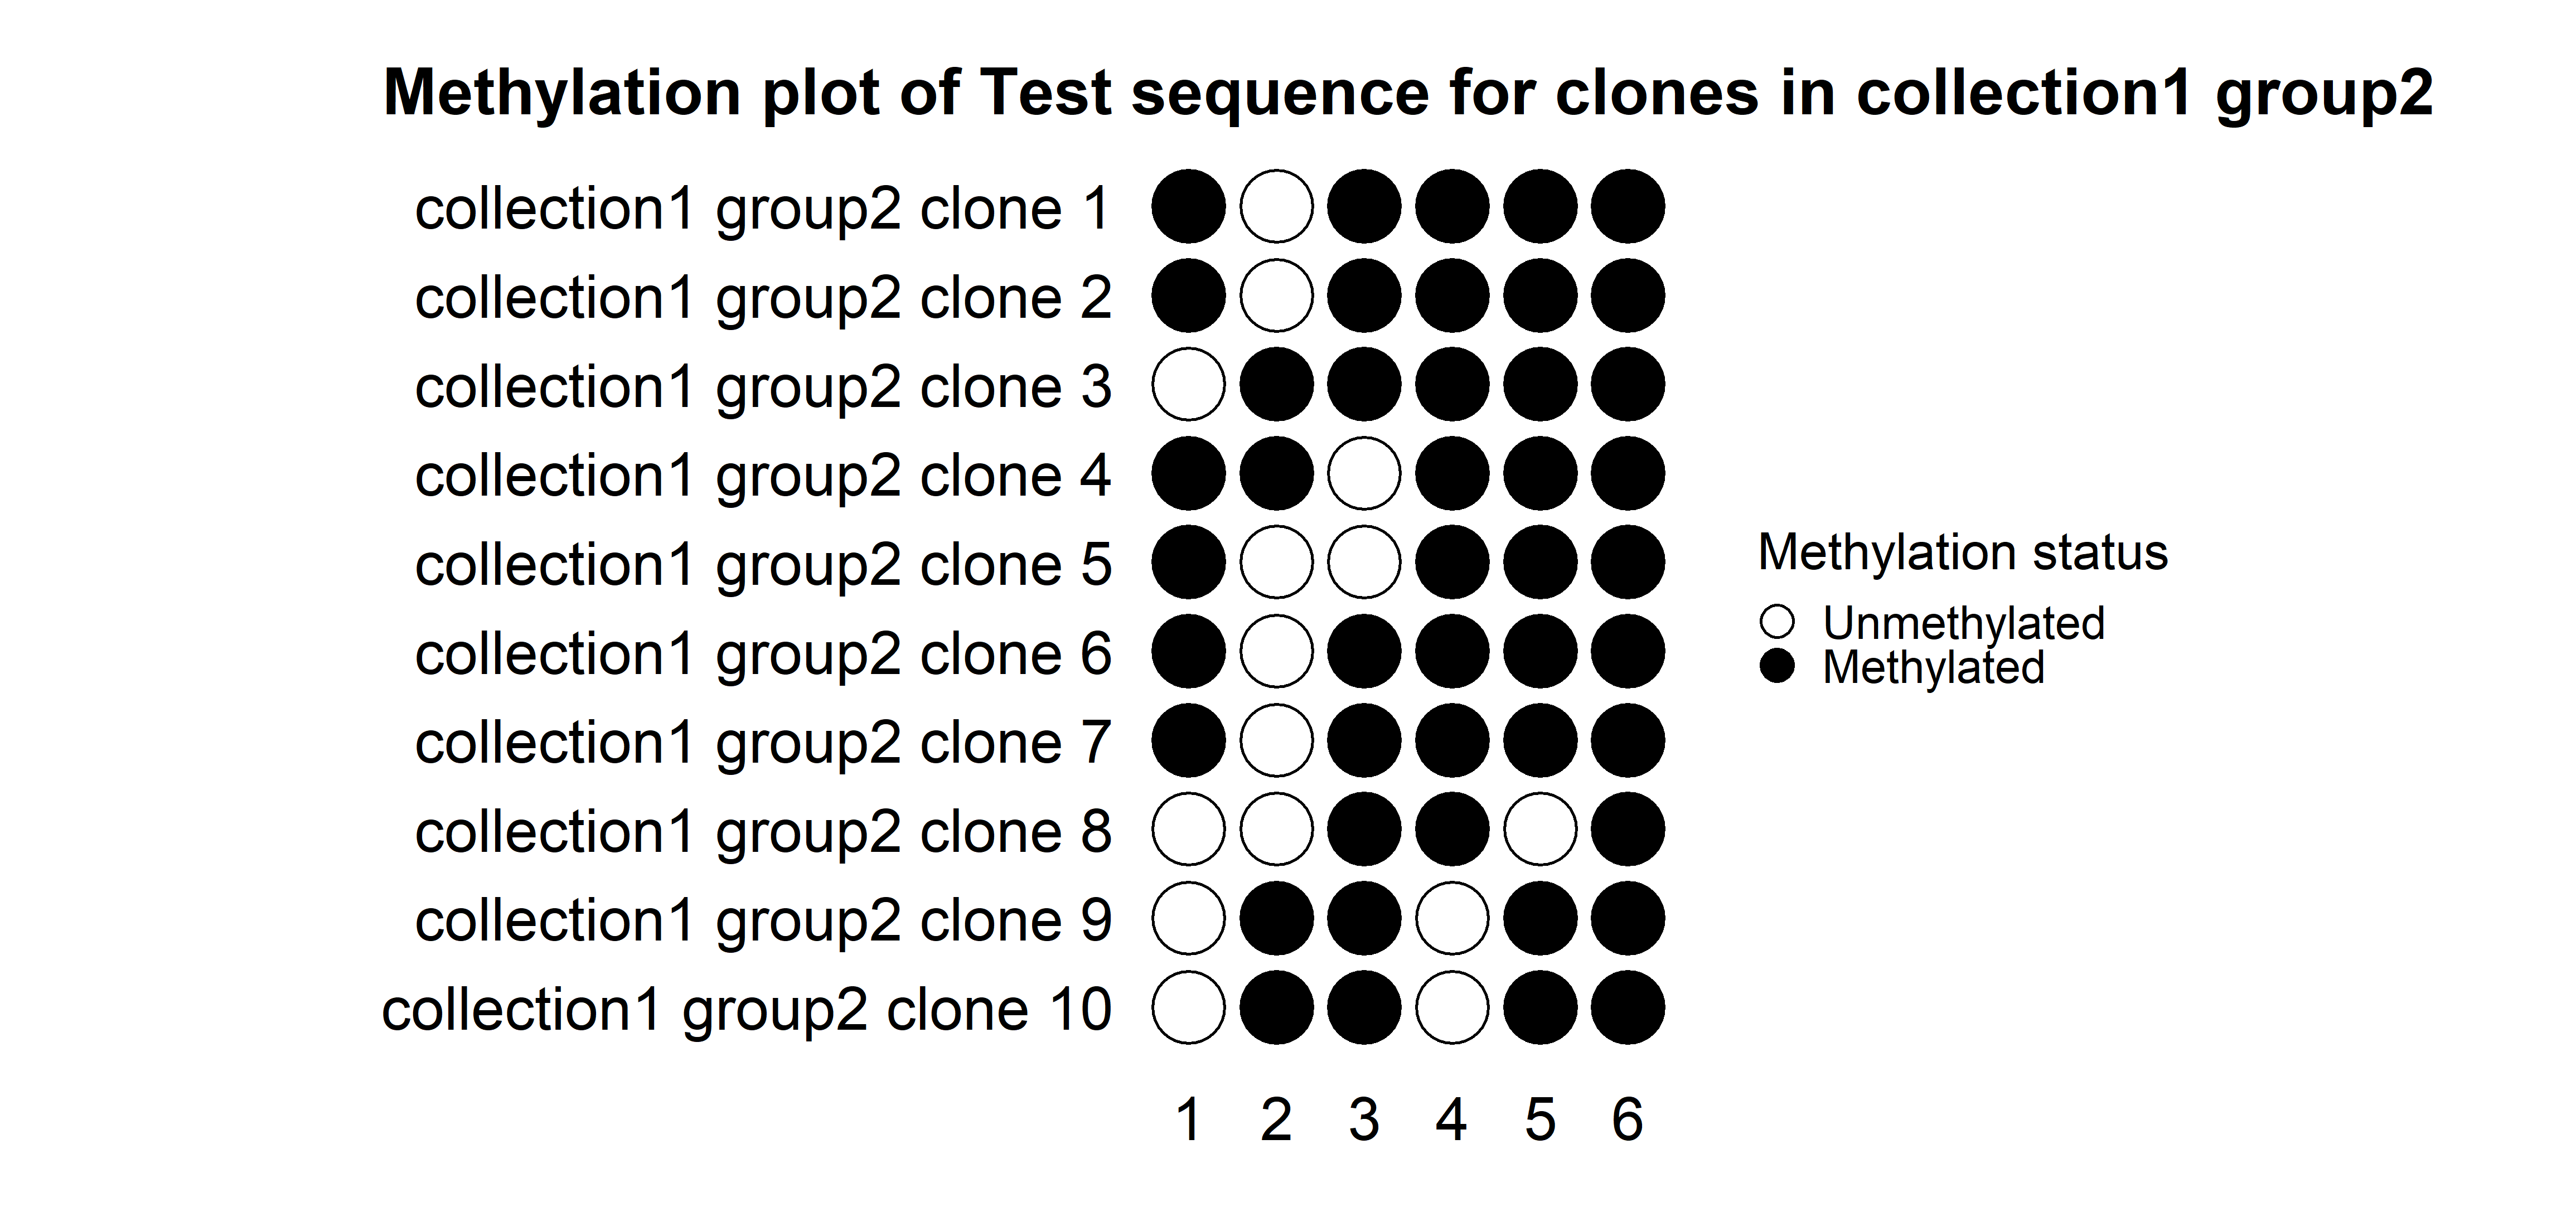 Methylation plot of Test sequence for clones in collection1 group2
collection1 group2 clone 1
collection1 group2 clone 2
collection1 group2 clone 3
collection1 group2 clone 4
collection1 group2 clone 5
collection1 group2 clone 6
collection1 group2 clone 7
collection1 group2 clone 8
collection1 group2 clone 9
collection1 group2 clone 10
1 2 3 4 5 6
Methylation status
Unmethylated
Methylated